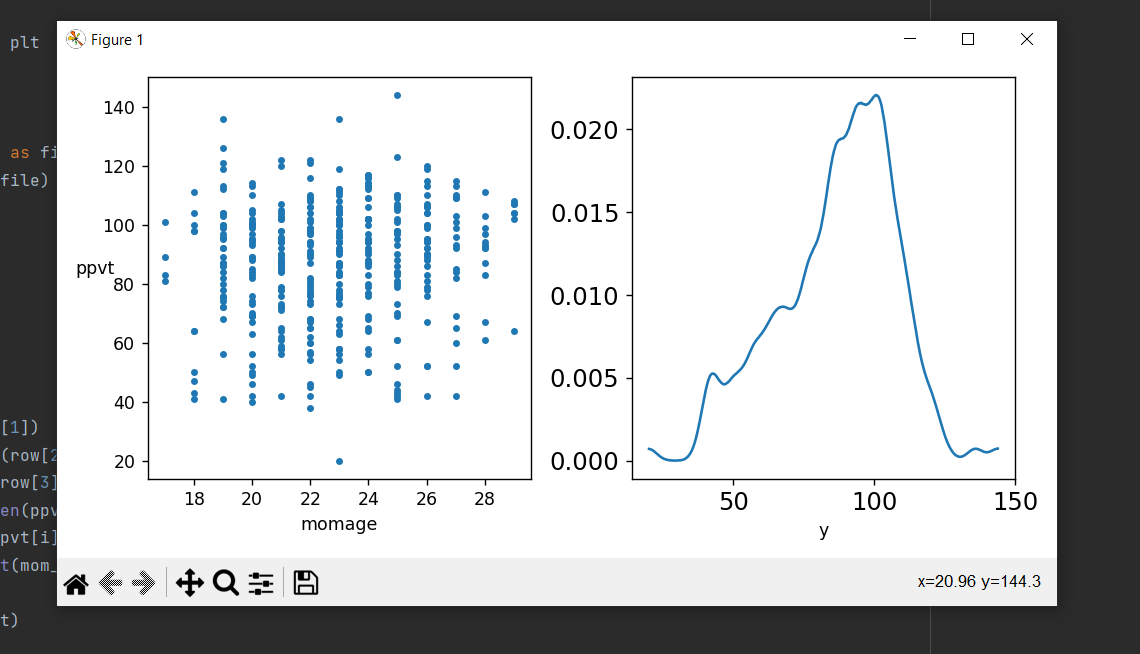 plt
Figure 1
as fi
file)
140
120
100
ppvt
80
60
40
20
18 20 22 24 26 28
momage
0.020
0.015
0.010
0.005
0.000
50 100 150
y
[1])
(row[2
row[3]
en(ppv
pvt[i]
t(mom_
t)
x=20.96 y=144.3